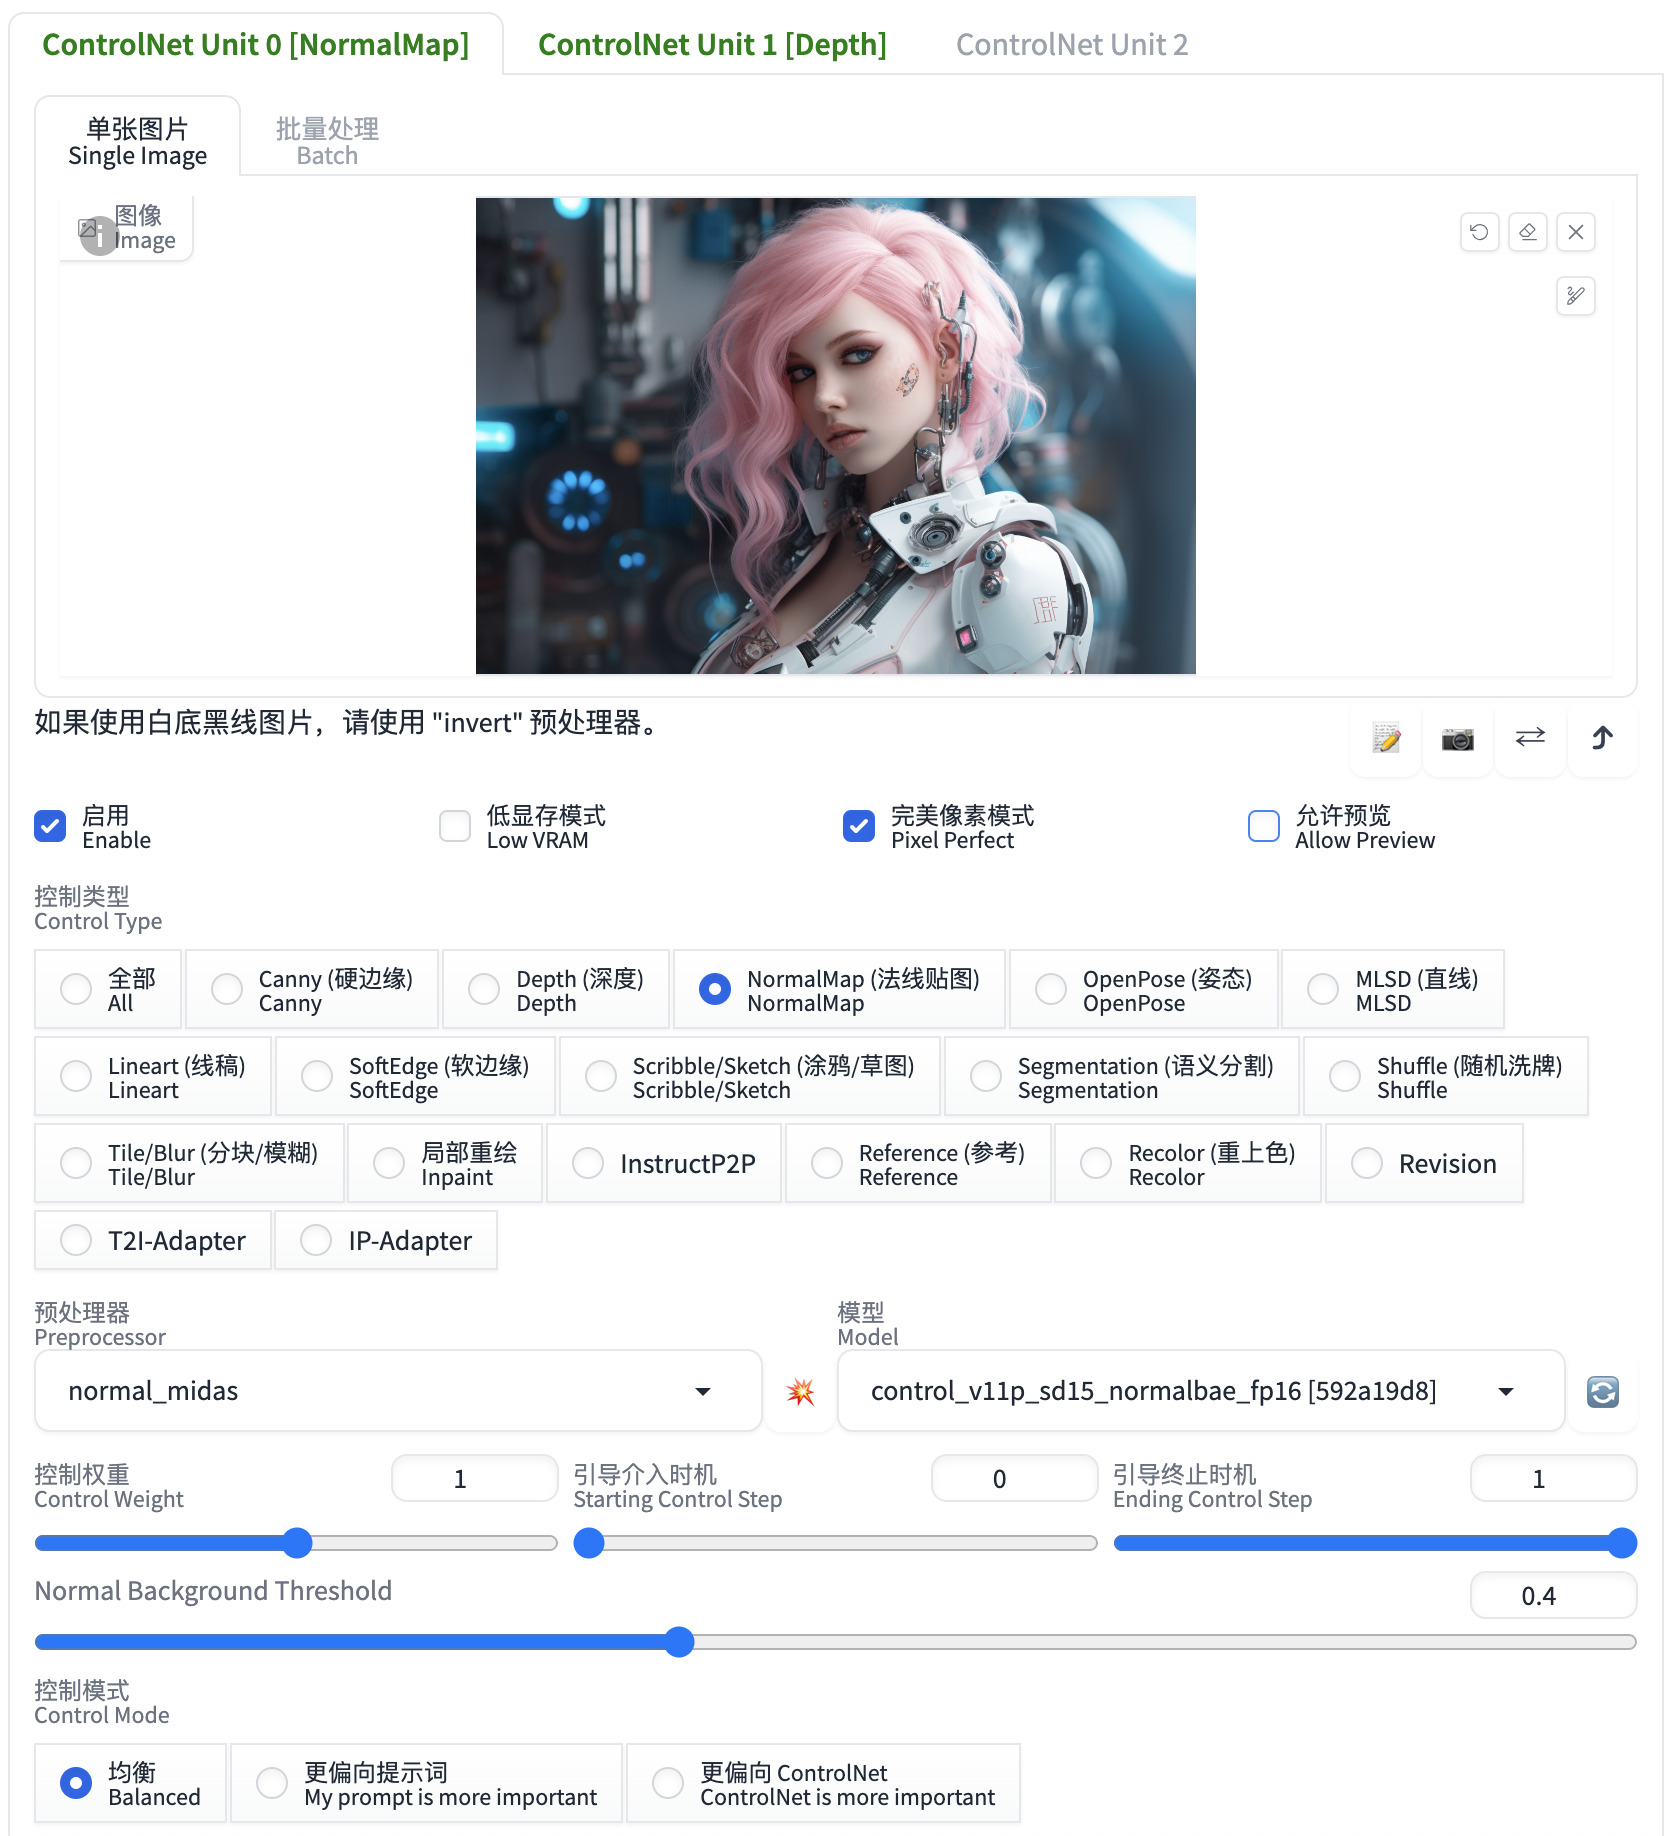 ControlNet Unit 0 [NormalMap]
ControlNet Unit 1 [Depth]
ControlNet Unit 2
单张图片
Single Image
批量处理
Batch
图像
Image
如果使用白底黑线图片，请使用 "invert" 预处理器。
启用
Enable
低显存模式
Low VRAM
完美像素模式
Pixel Perfect
允许预览
Allow Preview
控制类型
Control Type
全部
All
Canny (硬边缘)
Canny
Depth (深度)
Depth
NormalMap (法线贴图)
NormalMap
OpenPose (姿态)
OpenPose
MLSD (直线)
MLSD
Lineart (线稿)
Lineart
SoftEdge (软边缘)
SoftEdge
Scribble/Sketch (涂鸦/草图)
Scribble/Sketch
Segmentation (语义分割)
Segmentation
Shuffle (随机洗牌)
Shuffle
Tile/Blur (分块/模糊)
Tile/Blur
局部重绘
Inpaint
InstructP2P
Reference (参考)
Reference
Recolor (重上色)
Recolor
Revision
T2I-Adapter
IP-Adapter
预处理器
Preprocessor
normal_midas
模型
Model
control_v11p_sd15_normalbae_fp16 [592a19d8]
控制权重
Control Weight
1
引导介入时机
Starting Control Step
0
引导终止时机
Ending Control Step
1
Normal Background Threshold
0.4
控制模式
Control Mode
均衡
Balanced
更偏向提示词
My prompt is more important
更偏向 ControlNet
ControlNet is more important